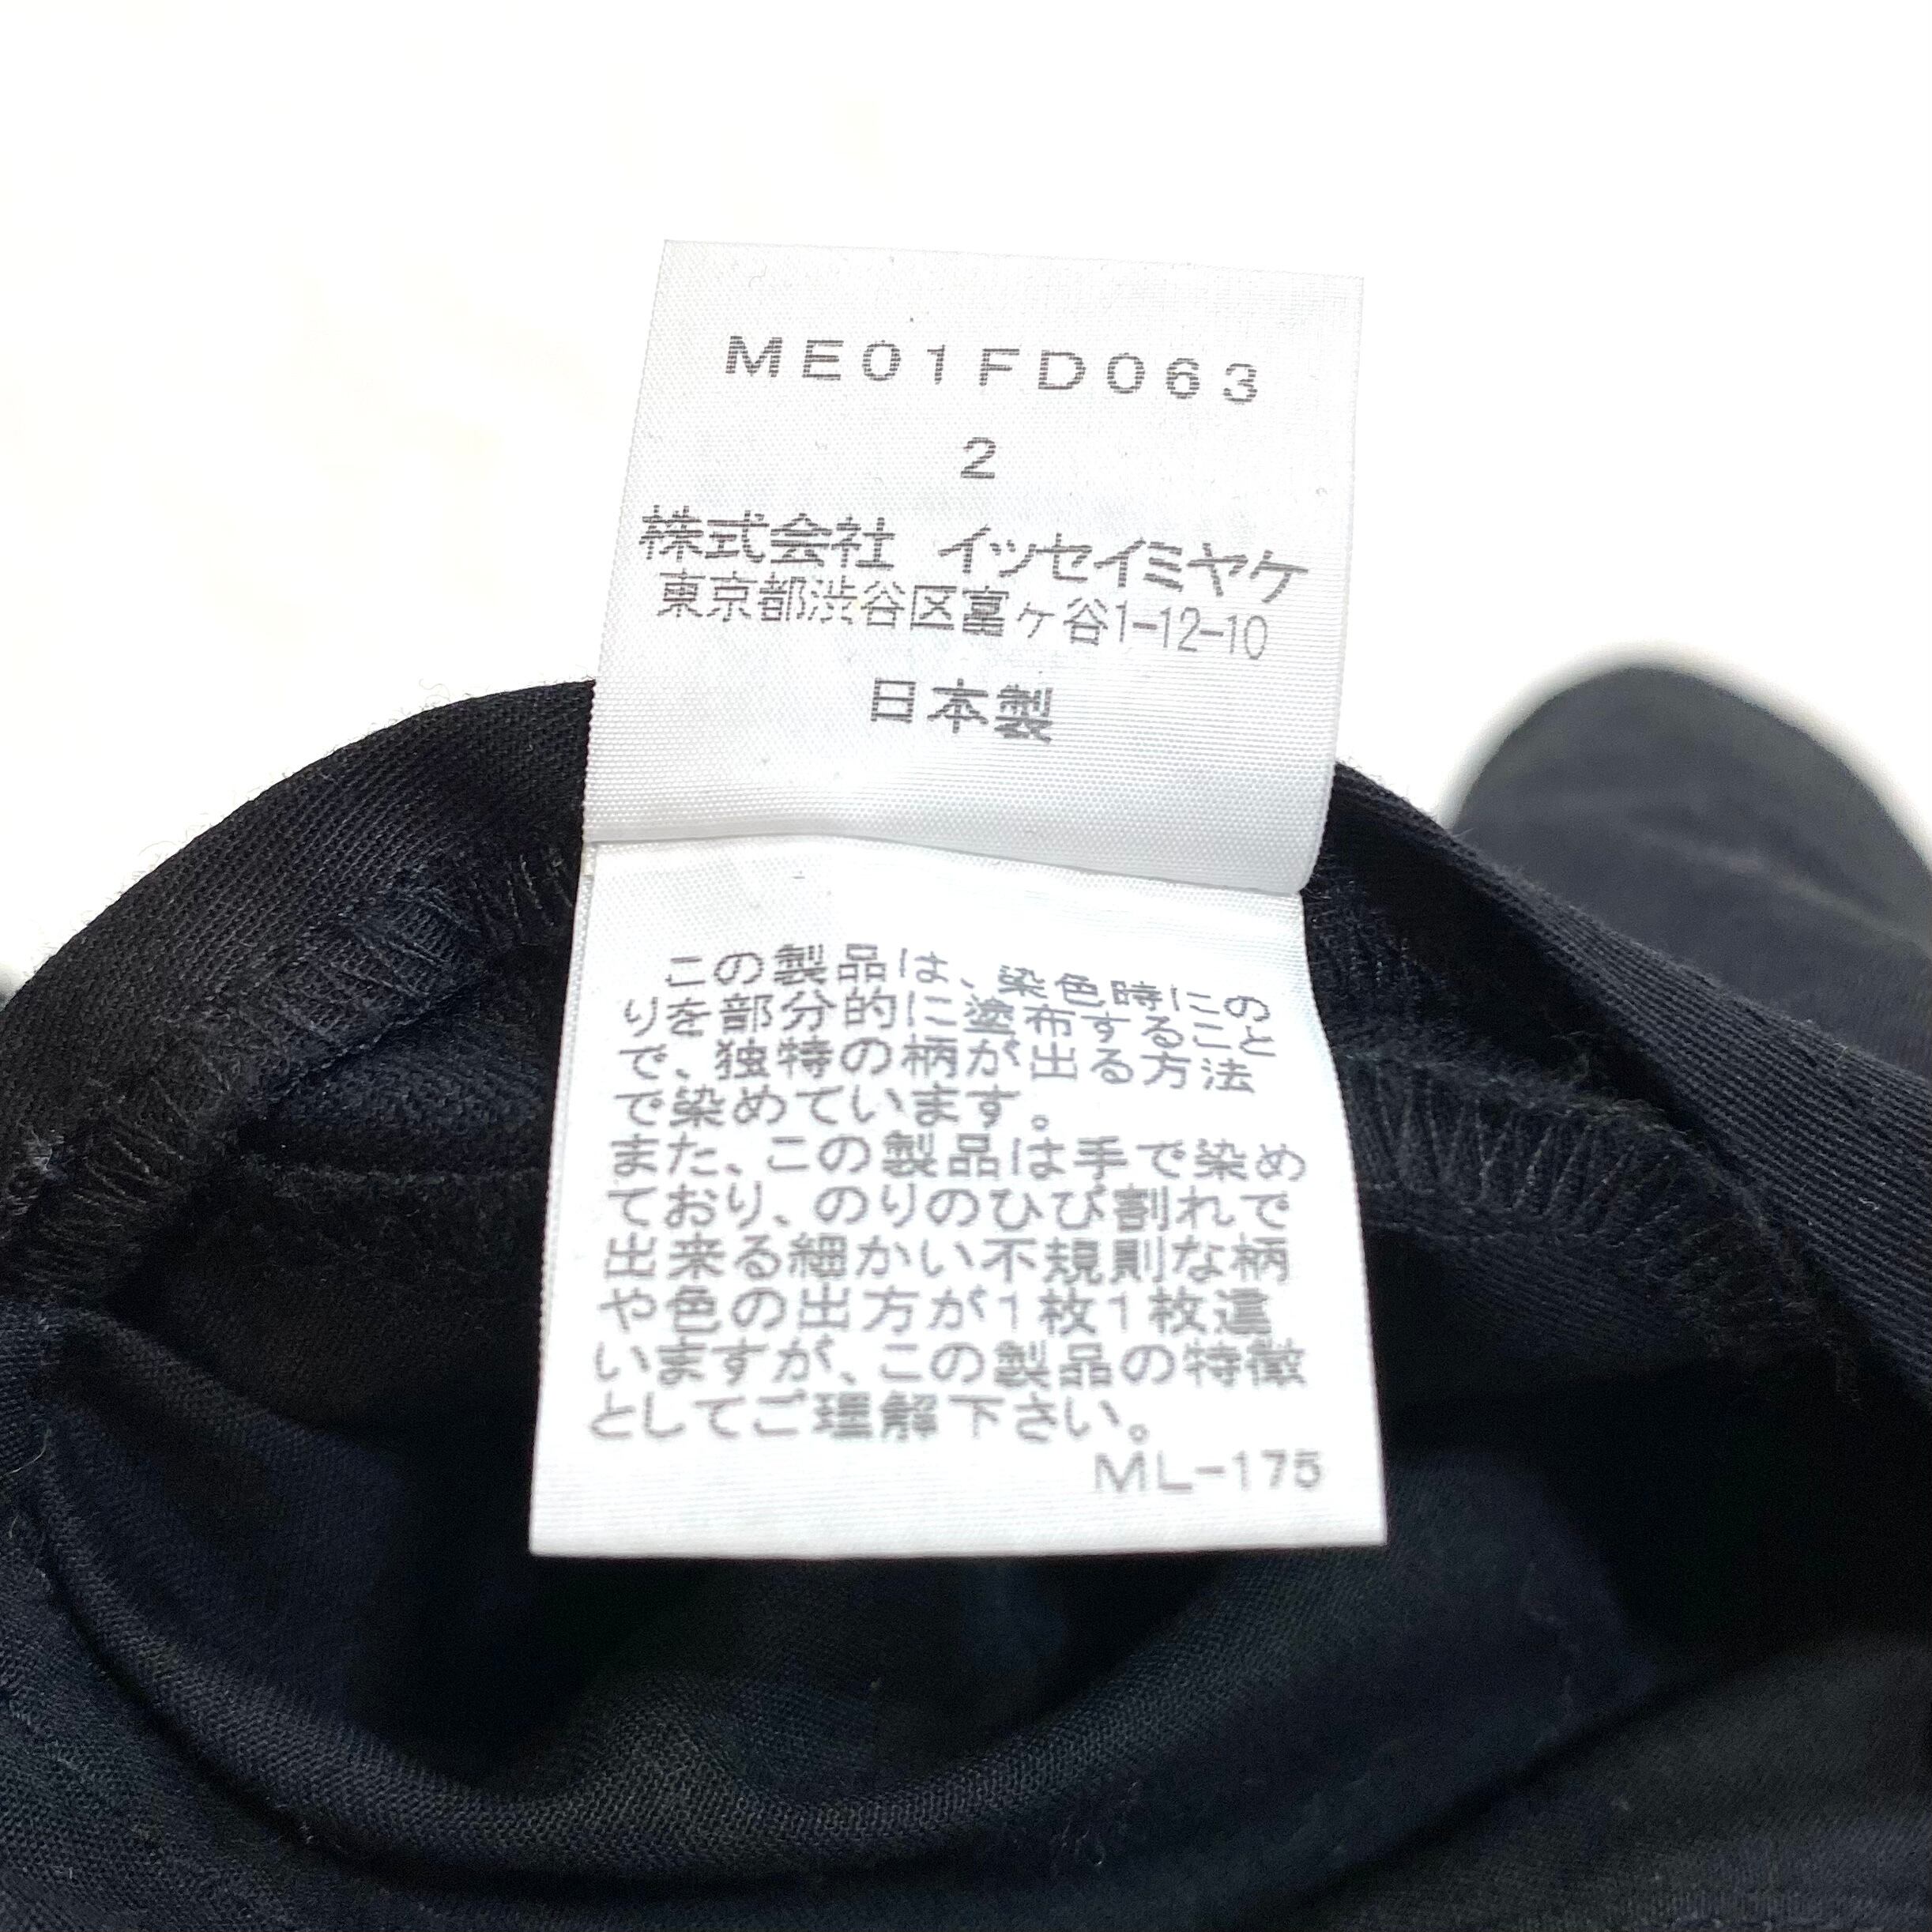 ME01FD063
2
株式会社 イッセイミヤケ
東京都渋谷区富ヶ谷1-12-10
日本製
この製品は、染色時にの
りを部分的に塗布すること
で、独特の柄が出る方法
で染めています。
また、この製品は手で染め
ており、のりのひび割れで
出来る細かい不規則な柄
や色の出方が1枚1枚違
いますが、この製品の特徴
としてご理解下さい。
ML-175